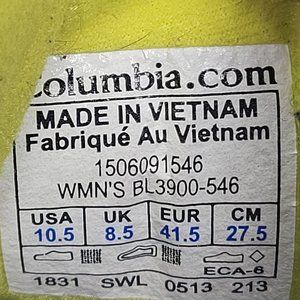 columbia.com
MADE IN VIETNAM
Fabriqué Au Vietnam
1506091546
WMN'S BL3900-546
USA UK EUR CM
10.5 8.5 41.5 27.5
ECA-6
1831 SWL 0513 213